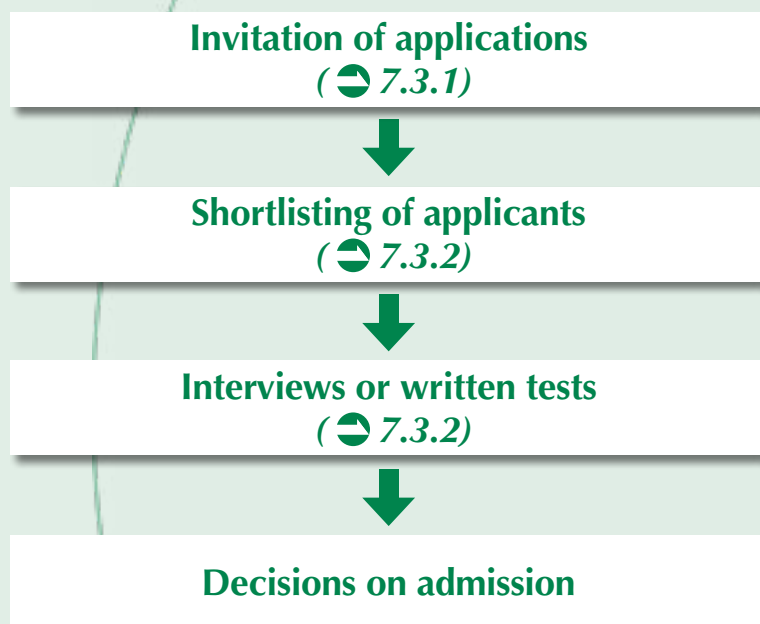 Invitation of applications
( ➲ 7.3.1)
Shortlisting of applicants
( ➲ 7.3.2)
Interviews or written tests
( ➲ 7.3.2)
Decisions on admission